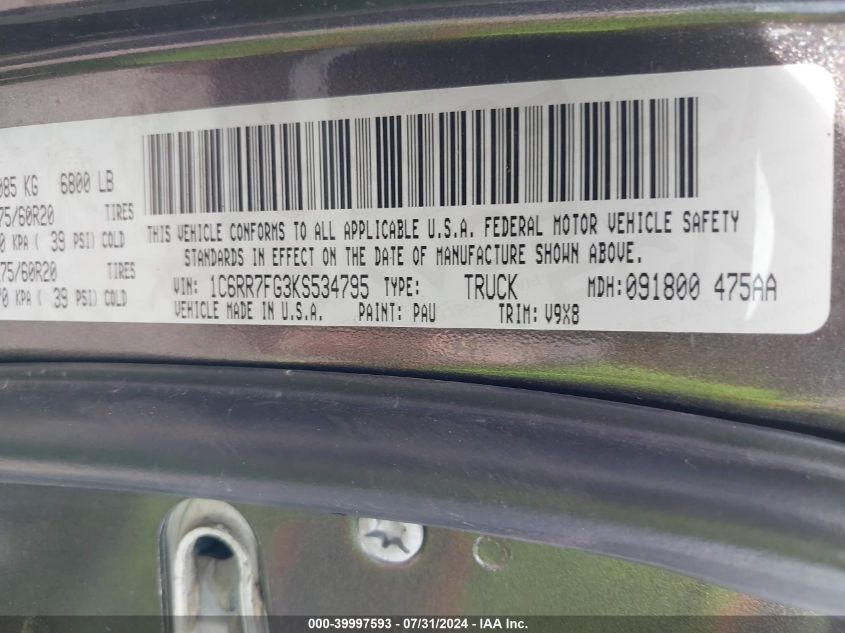 085 KG 6800 LB
75/60R20 TIRES
0 KPA ( 39 PSI) COLD
75/60R20 TIRES
0 KPA ( 39 PSI) COLD
THIS VEHICLE CONFORMS TO ALL APPLICABLE U.S.A. FEDERAL MOTOR VEHICLE SAFETY
STANDARDS IN EFFECT ON THE DATE OF MANUFACTURE SHOWN ABOVE.
VIN: 1C6RR7FG3KS534795 TYPE: TRUCK MDH:091800 475AA
VEHICLE MADE IN U.S.A. PAINT: PAU TRIM: V9X8
000-39997593 / 07/31/2024 - IAA Inc.